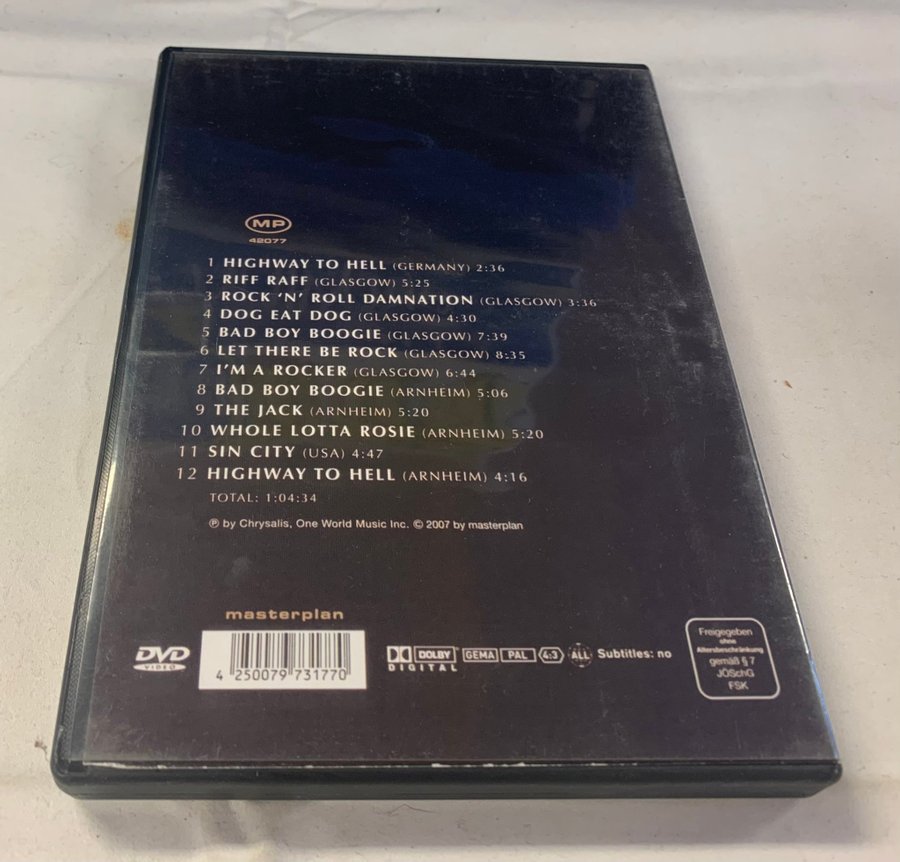 MP
42077
1 HIGHWAY TO HELL (GERMANY) 2:36
2 RIFF RAFF (GLASGOW) 5:25
3 ROCK 'N' ROLL DAMNATION (GLASGOW) 3:36
4 DOG EAT DOG (GLASGOW) 4:30
5 BAD BOY BOOGIE (GLASGOW) 7:39
6 LET THERE BE ROCK (GLASGOW) 8:35
7 I'M A ROCKER (GLASGOW) 6:44
8 BAD BOY BOOGIE (ARNHEIM) 5:06
9 THE JACK (ARNHEIM) 5:20
10 WHOLE LOTTA ROSIE (ARNHEIM) 5:20
11 SIN CITY (USA) 4:47
12 HIGHWAY TO HELL (ARNHEIM) 4:16
TOTAL: 1:04:34
℗ by Chrysalis, One World Music Inc. © 2007 by masterplan
masterplan
DVD
VIDEO
4 250079 731770
DOLBY
DIGITAL
GEMA
PAL
4:3
ALL
Subtitles: no
Freigegeben
ohne
Altersbeschränkung
gemäß § 7
JÖSchG
FSK